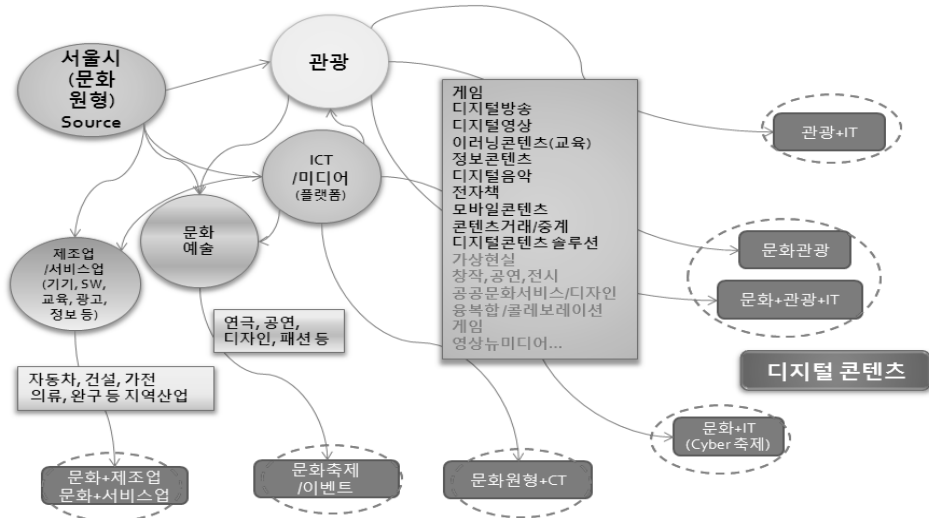 서울시
(문화
원형)
Source
관광
ICT
/미디어
(플랫폼)
문화
예술
제조업
/서비스업
(기기, SW,
교육, 광고,
정보 등)
게임
디지털방송
디지털영상
이러닝콘텐츠(교육)
정보콘텐츠
디지털음악
전자책
모바일콘텐츠
콘텐츠거래/중계
디지털콘텐츠 솔루션
가상현실
창작,공연,전시
공공문화서비스/디자인
융복합/콜레보레이션
게임
영상뉴미디어...
관광+IT
문화관광
문화+관광+IT
디지털 콘텐츠
연극, 공연,
디자인, 패션 등
자동차, 건설, 가전
의류, 완구 등 지역산업
문화+IT
(Cyber 축제)
문화+제조업
문화+서비스업
문화축제
/이벤트
문화원형+CT